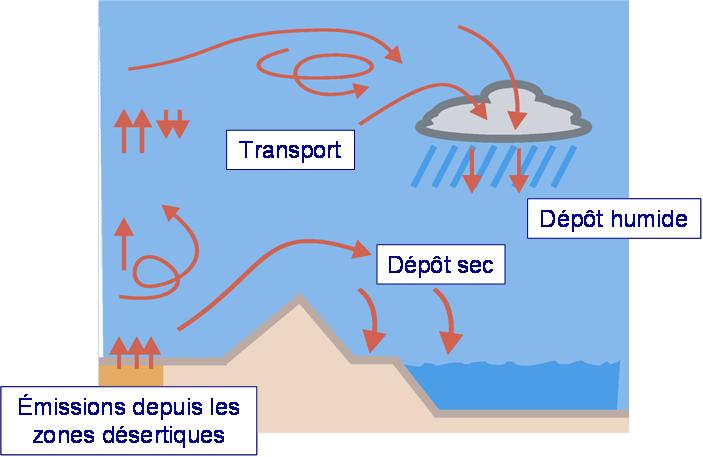 Transport
Dépôt humide
Dépôt sec
Émissions depuis les
zones désertiques